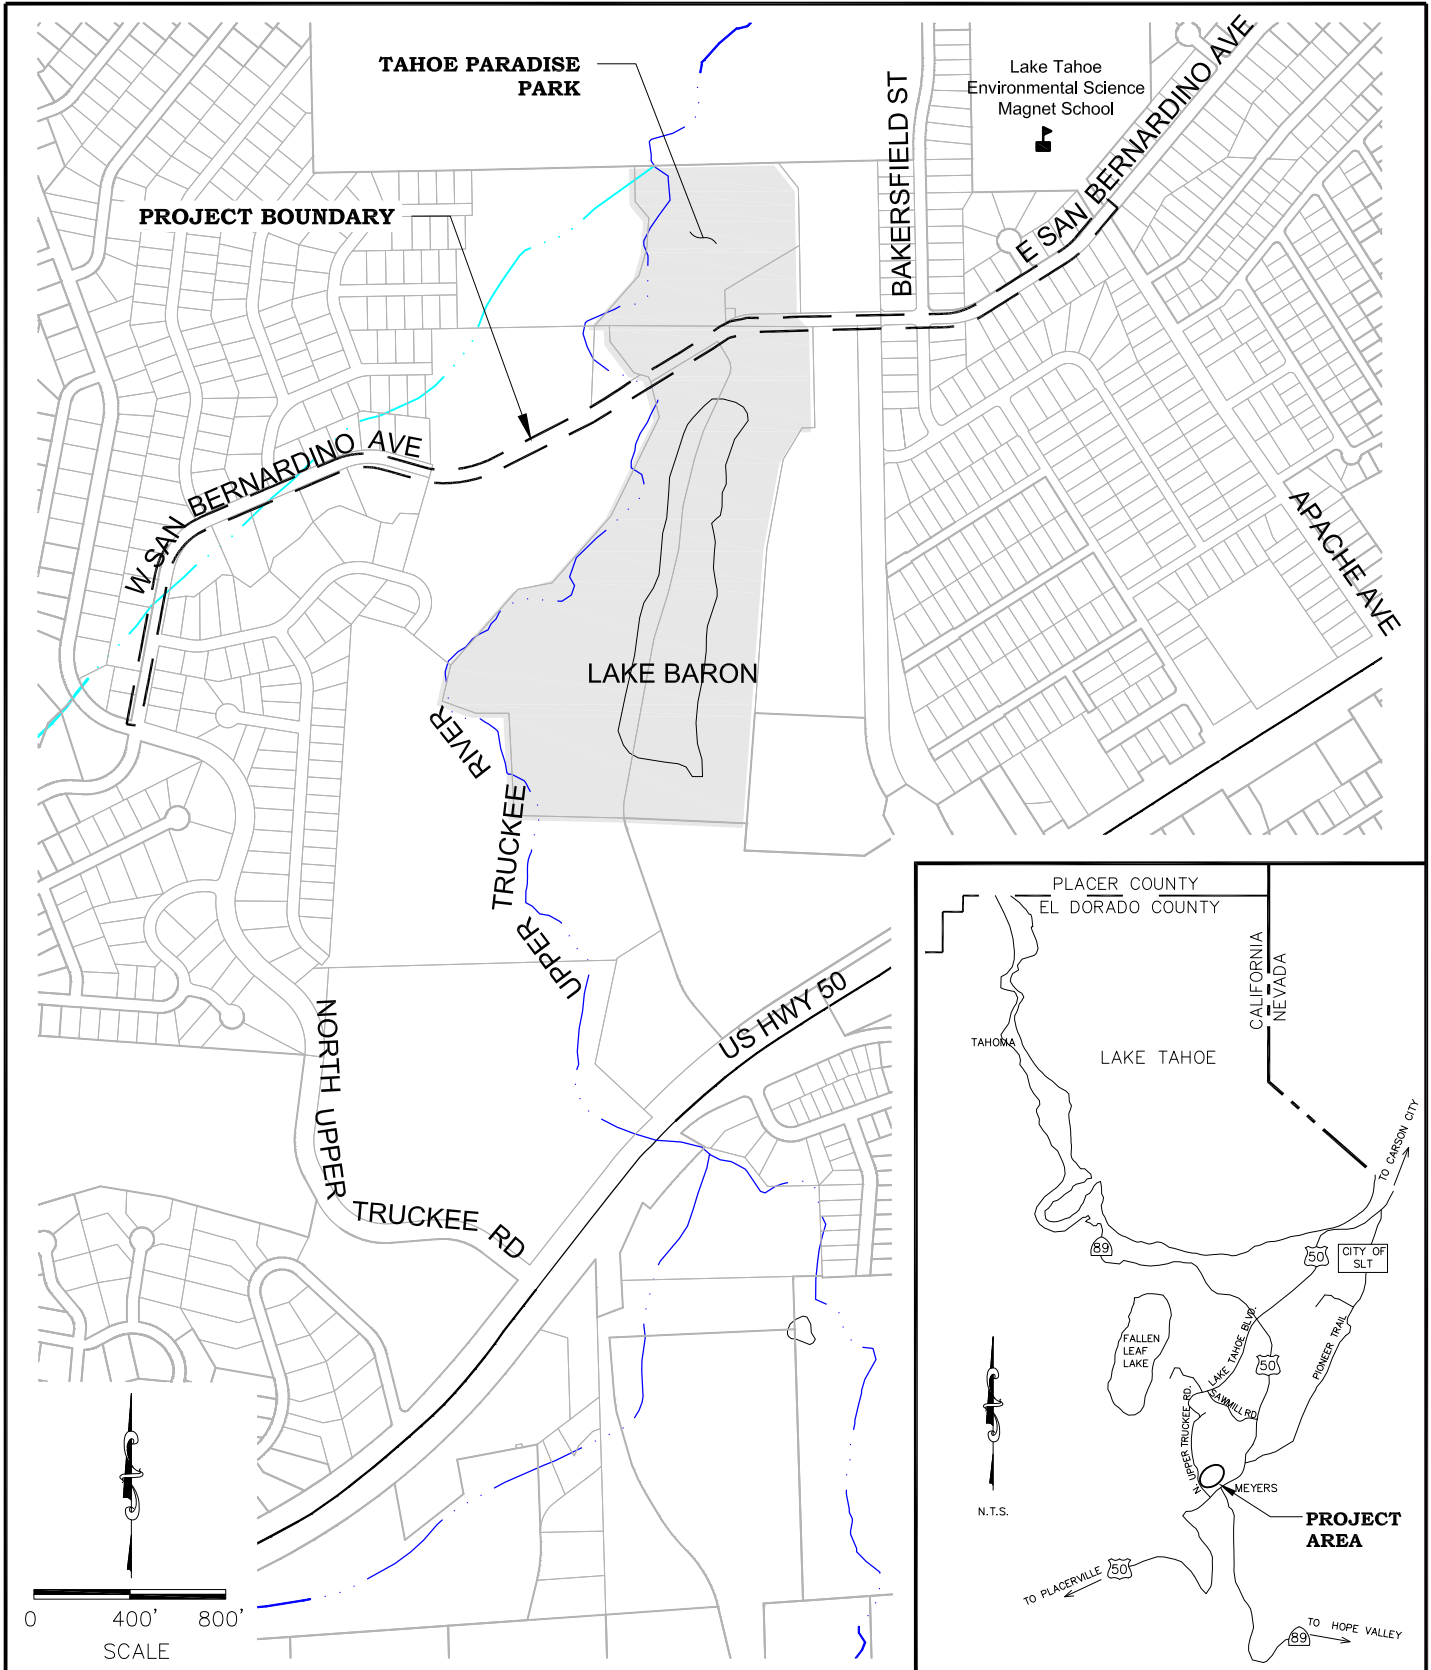 TAHOE PARADISE
PARK
Lake Tahoe
Environmental Science
Magnet School
BAKERSFIELD ST
E SAN BERNARDINO AVE
PROJECT BOUNDARY
W SAN BERNARDINO AVE
APACHE AVE
LAKE BARON
UPPER TRUCKEE RIVER
US HWY 50
NORTH UPPER TRUCKEE RD
0 400' 800'
SCALE
PLACER COUNTY
EL DORADO COUNTY
CALIFORNIA
NEVADA
TAHOMA
LAKE TAHOE
TO CARSON CITY
89
50
CITY OF
SLT
FALLEN
LEAF
LAKE
LAKE TAHOE BLVD.
50
PIONEER TRAIL
SAWMILL RD
N. UPPER TRUCKEE RD.
MEYERS
N.T.S.
PROJECT
AREA
TO PLACERVILLE
50
TO HOPE VALLEY
89